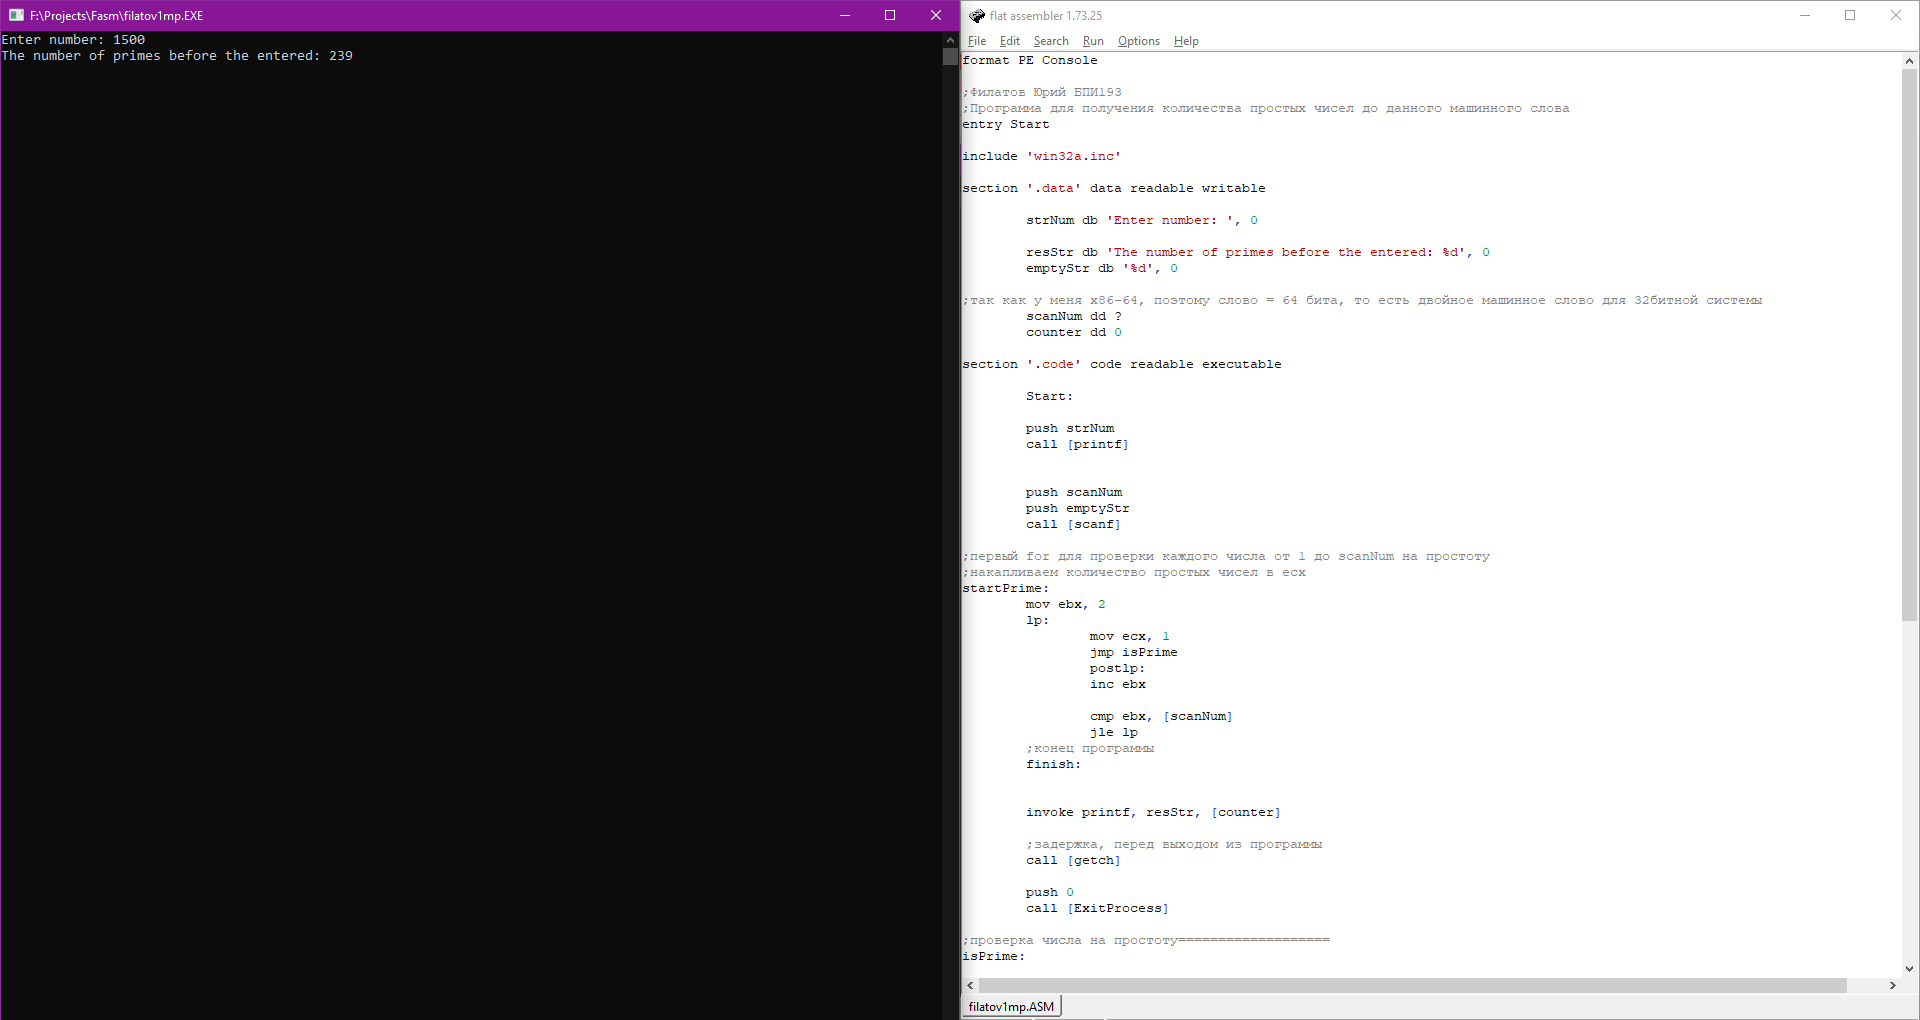 F:\Projects\Fasm\filatov1mp.EXE
Enter number: 1500
The number of primes before the entered: 239
flat assembler 1.73.25
File Edit Search Run Options Help
format PE Console
;Филатов Юрий БПИ193
;Программа для получения количества простых чисел до данного машинного слова
entry Start
include 'win32a.inc'
section '.data' data readable writable
strNum db 'Enter number: ', 0
resStr db 'The number of primes before the entered: %d', 0
emptyStr db '%d', 0
;так как у меня x86-64, поэтому слово = 64 бита, то есть двойное машинное слово для 32битной системы
scanNum dd ?
counter dd 0
section '.code' code readable executable
Start:
push strNum
call [printf]
push scanNum
push emptyStr
call [scanf]
;первый for для проверки каждого числа от 1 до scanNum на простоту
;накапливаем количество простых чисел в ecx
startPrime:
mov ebx, 2
lp:
mov ecx, 1
jmp isPrime
postlp:
inc ebx
cmp ebx, [scanNum]
jle lp
;конец программы
finish:
invoke printf, resStr, [counter]
;задержка, перед выходом из программы
call [getch]
push 0
call [ExitProcess]
;проверка числа на простоту===================
isPrime:
filatov1mp.ASM